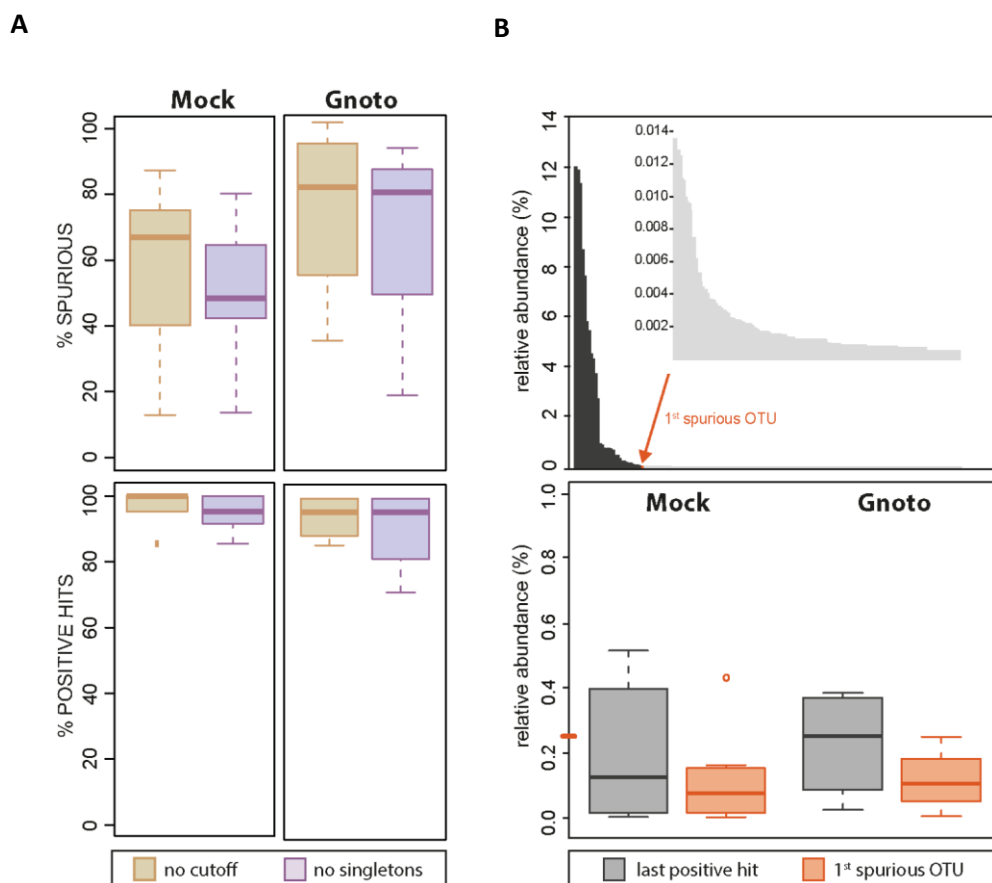 A
B
Mock
Gnoto
% SPURIOUS
100
80
60
40
20
0
% POSITIVE HITS
100
80
60
40
20
0
no cutoff
no singletons
relative abundance (%)
14
12
10
8
6
4
2
0
0.014
0.012
0.010
0.008
0.006
0.004
0.002
1st spurious OTU
Mock
Gnoto
relative abundance (%)
1.0
0.8
0.6
0.4
0.2
0.0
last positive hit
1st spurious OTU